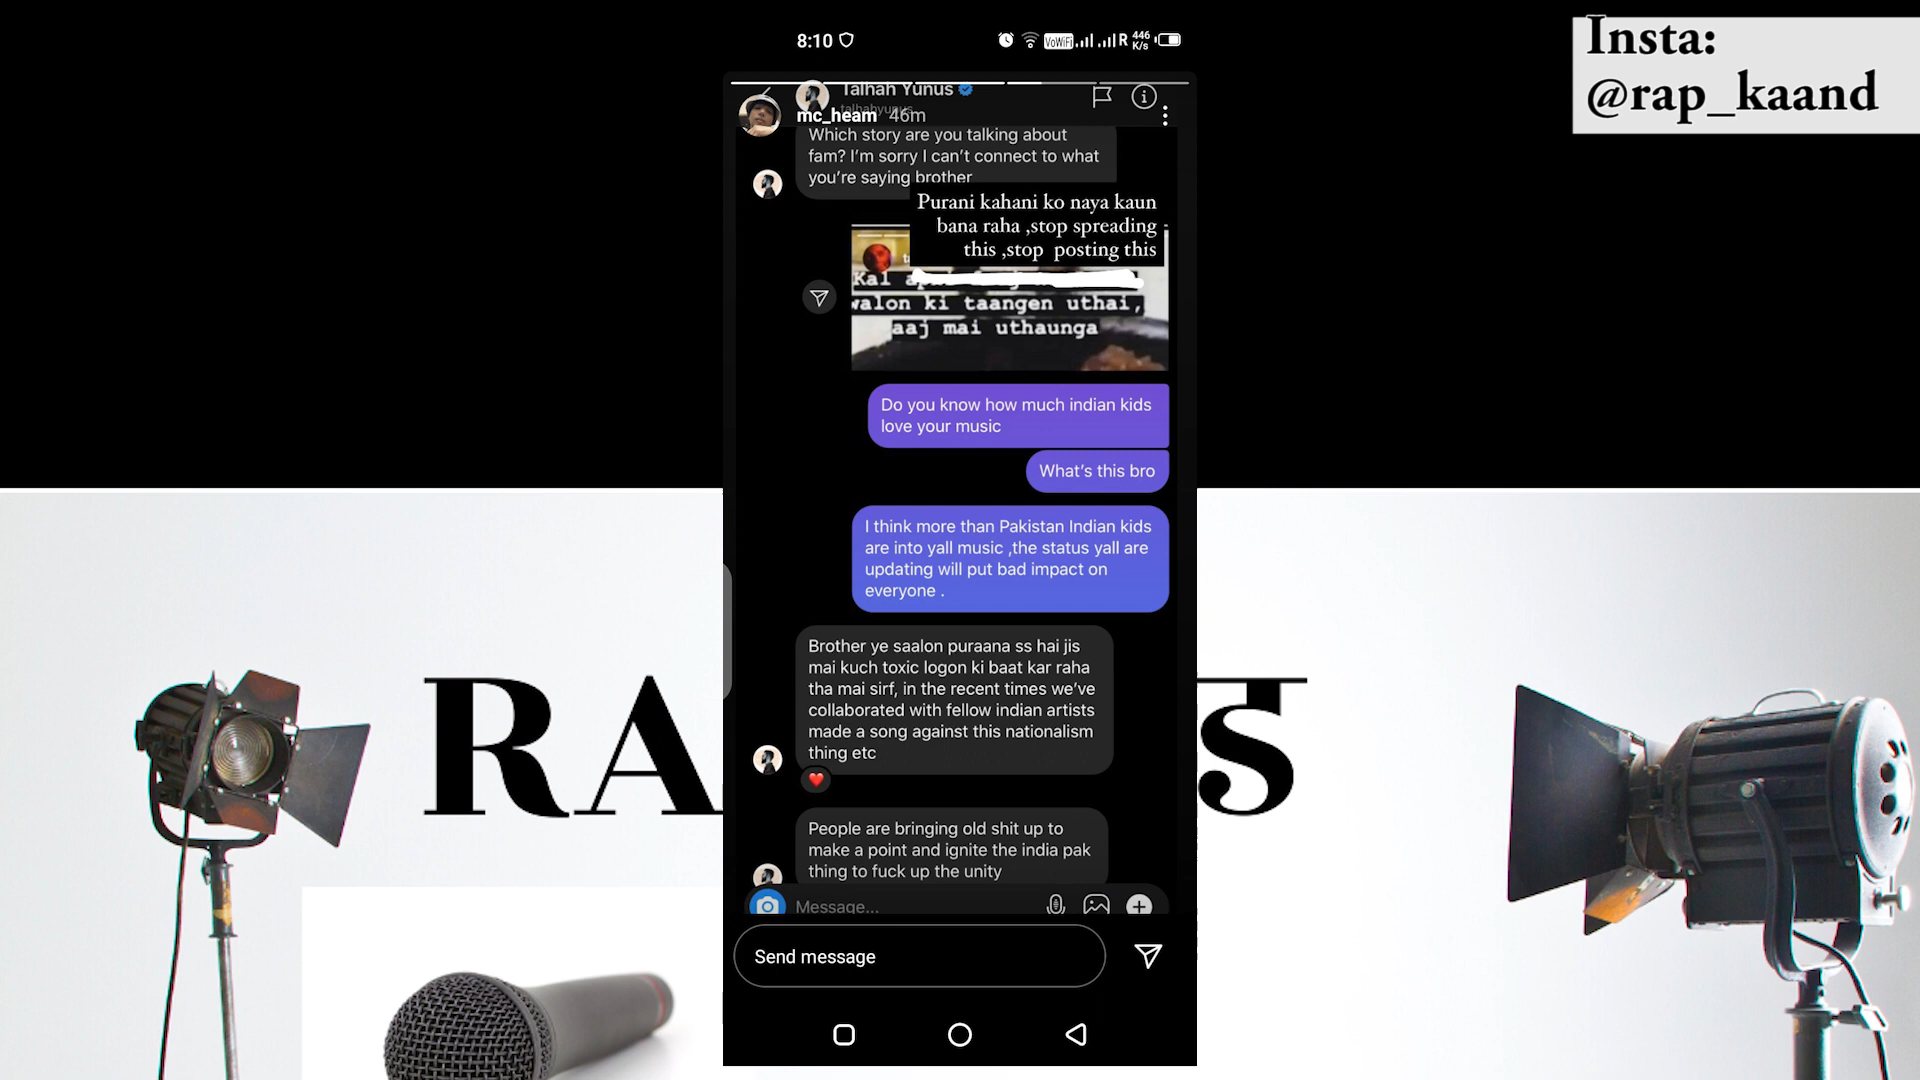 Insta:
@rap_kaand
8:10
VoWiFi
R
446
K/s
Talhah Yunus
talhahyunus
mc_heam 46m
Which story are you talking about
fam? I'm sorry I can't connect to what
you're saying brother
Purani kahani ko naya kaun
bana raha ,stop spreading
this ,stop posting this
Kal
walon ki taangen uthai,
aaj mai uthaunga
Do you know how much indian kids
love your music
What's this bro
I think more than Pakistan Indian kids
are into yall music ,the status yall are
updating will put bad impact on
everyone .
Brother ye saalon puraana ss hai jis
mai kuch toxic logon ki baat kar raha
tha mai sirf, in the recent times we've
collaborated with fellow indian artists
made a song against this nationalism
thing etc
People are bringing old shit up to
make a point and ignite the india pak
thing to fuck up the unity
Message...
Send message
RA